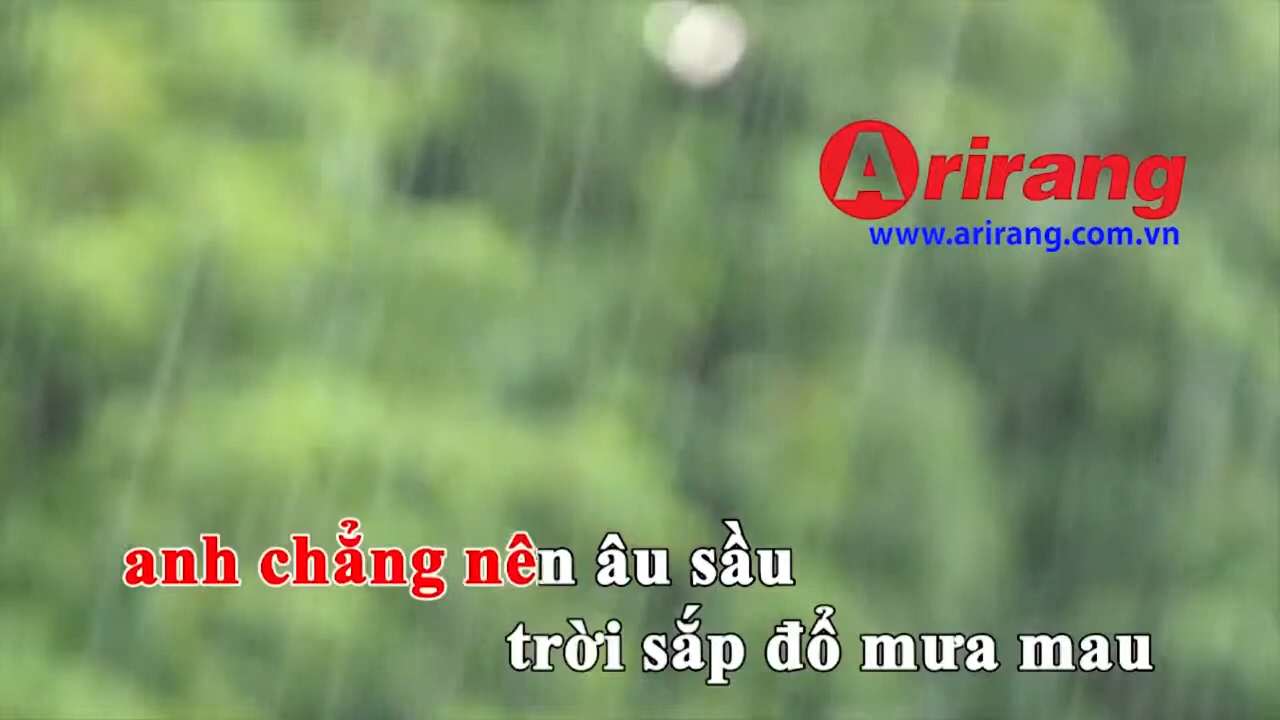 Arirang
www.arirang.com.vn
anh chẳng nên âu sầu
trời sắp đổ mưa mau